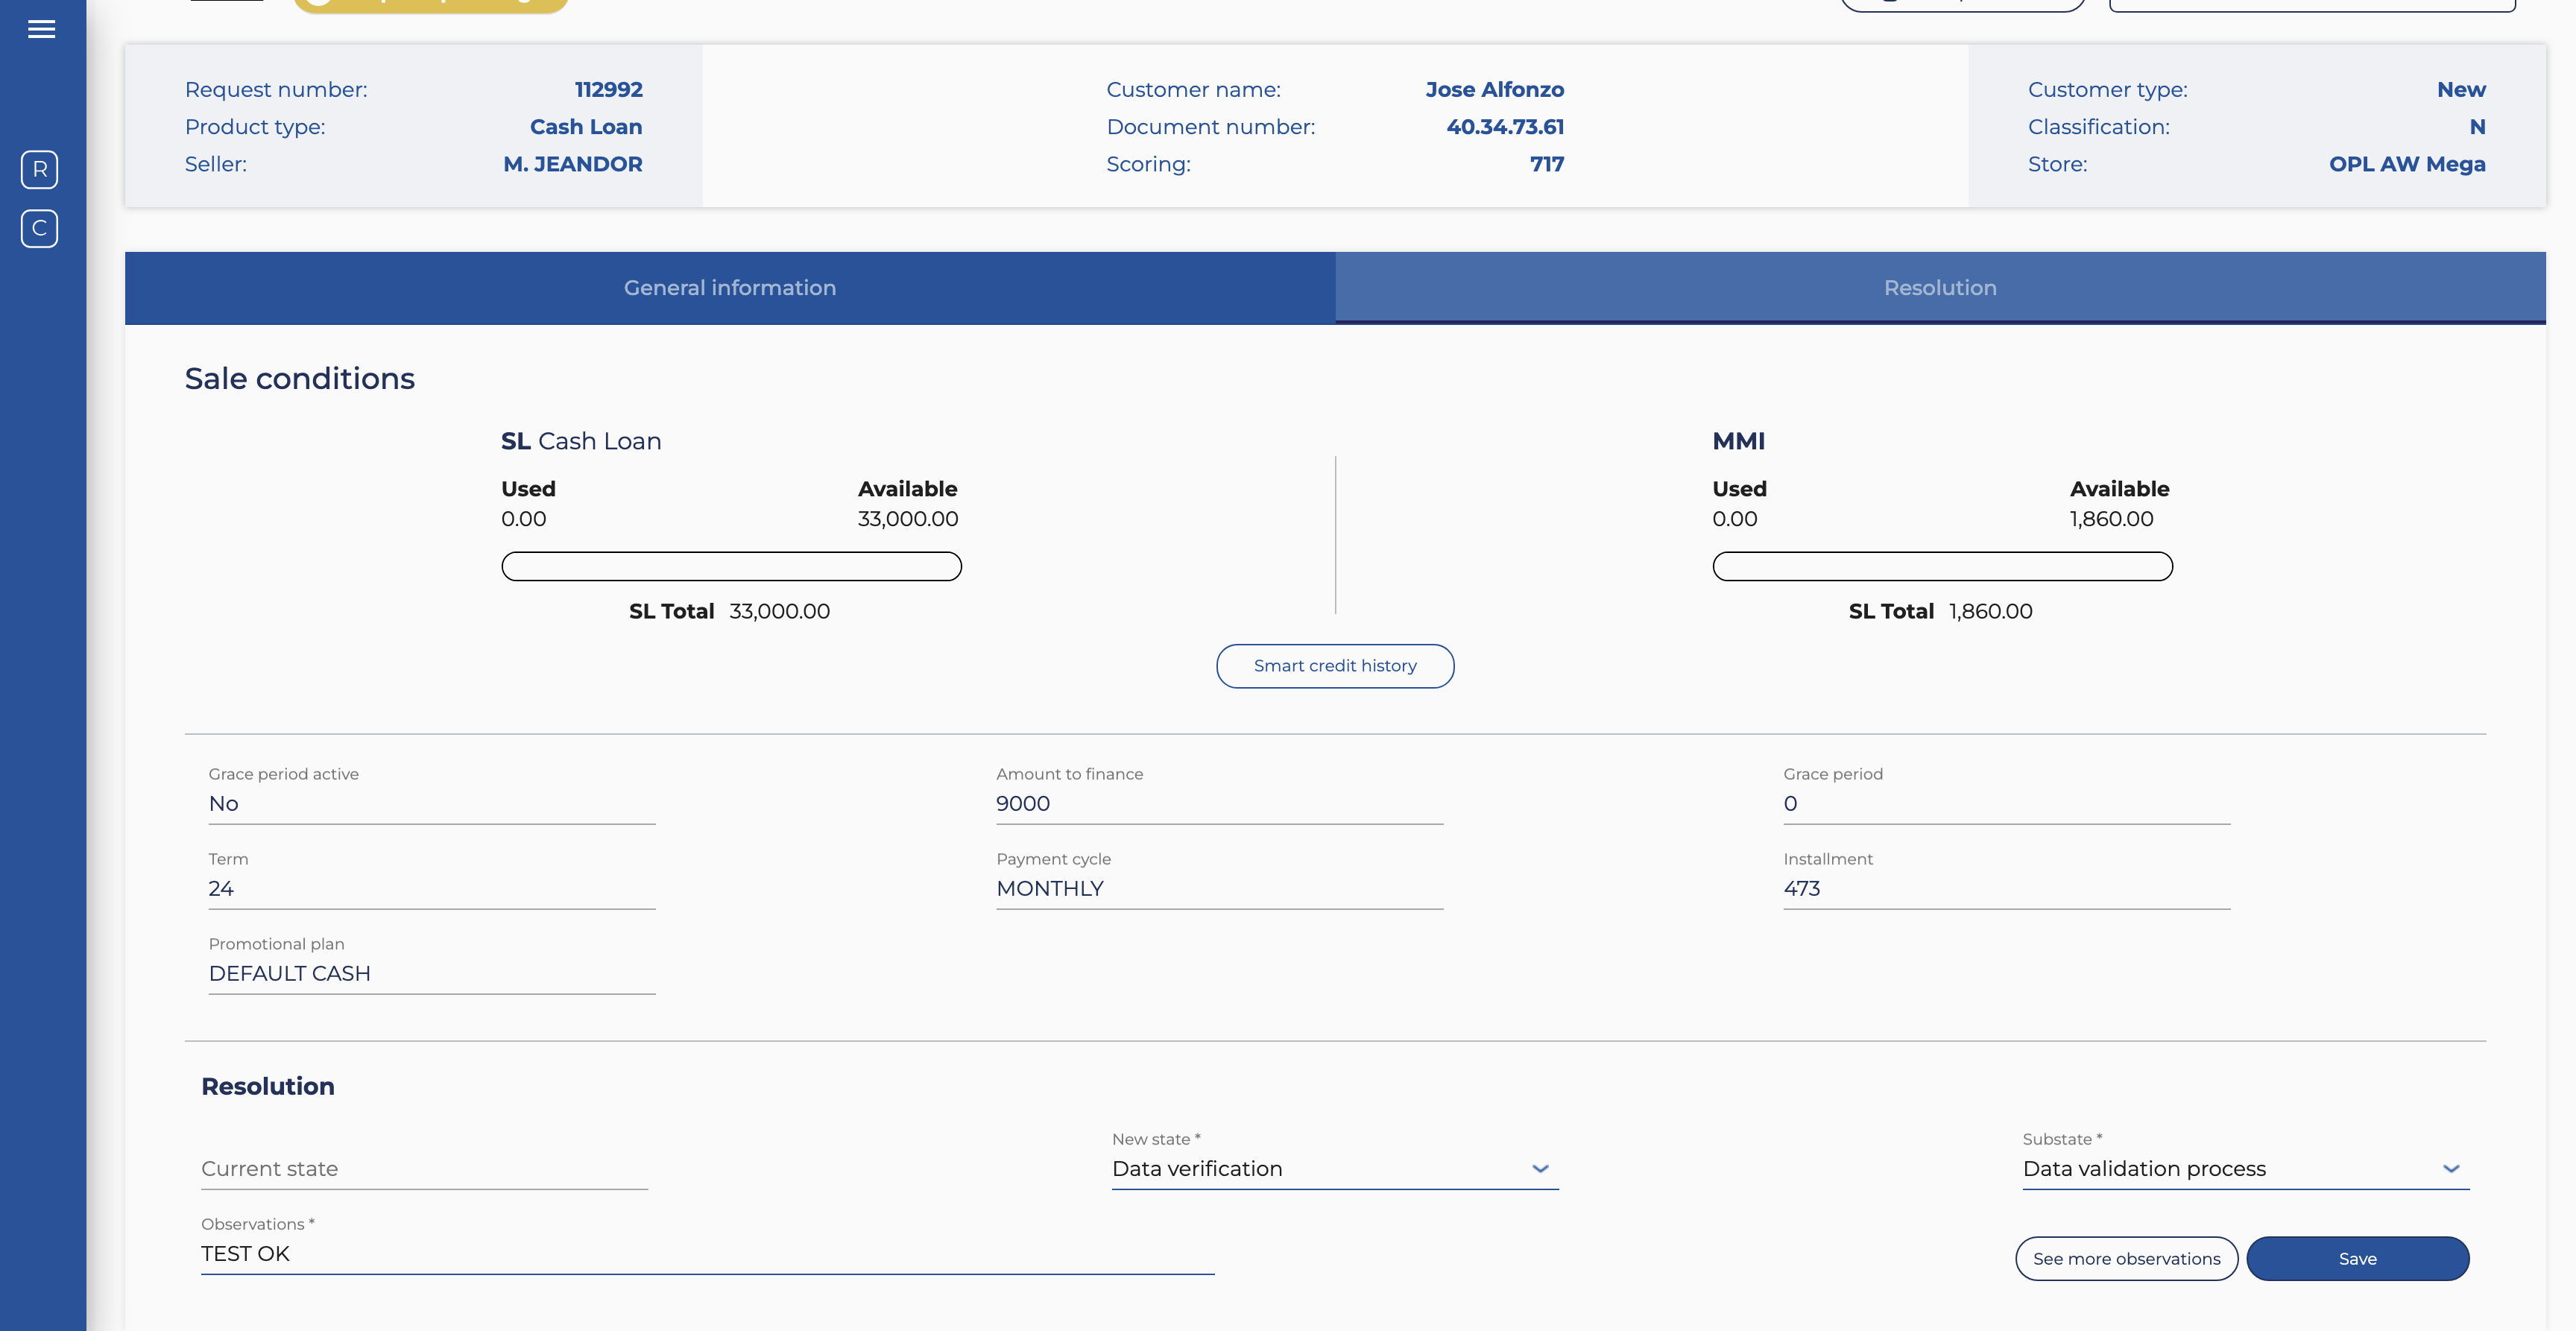 R
C
Request number: 112992
Product type: Cash Loan
Seller: M. JEANDOR
Customer name: Jose Alfonzo
Document number: 40.34.73.61
Scoring: 717
Customer type: New
Classification: N
Store: OPL AW Mega
General information
Resolution
Sale conditions
SL Cash Loan
Used Available
0.00 33,000.00
SL Total 33,000.00
MMI
Used Available
0.00 1,860.00
SL Total 1,860.00
Smart credit history
Grace period active
No
Amount to finance
9000
Grace period
0
Term
24
Payment cycle
MONTHLY
Installment
473
Promotional plan
DEFAULT CASH
Resolution
Current state
New state *
Data verification
Substate *
Data validation process
Observations *
TEST OK
See more observations
Save